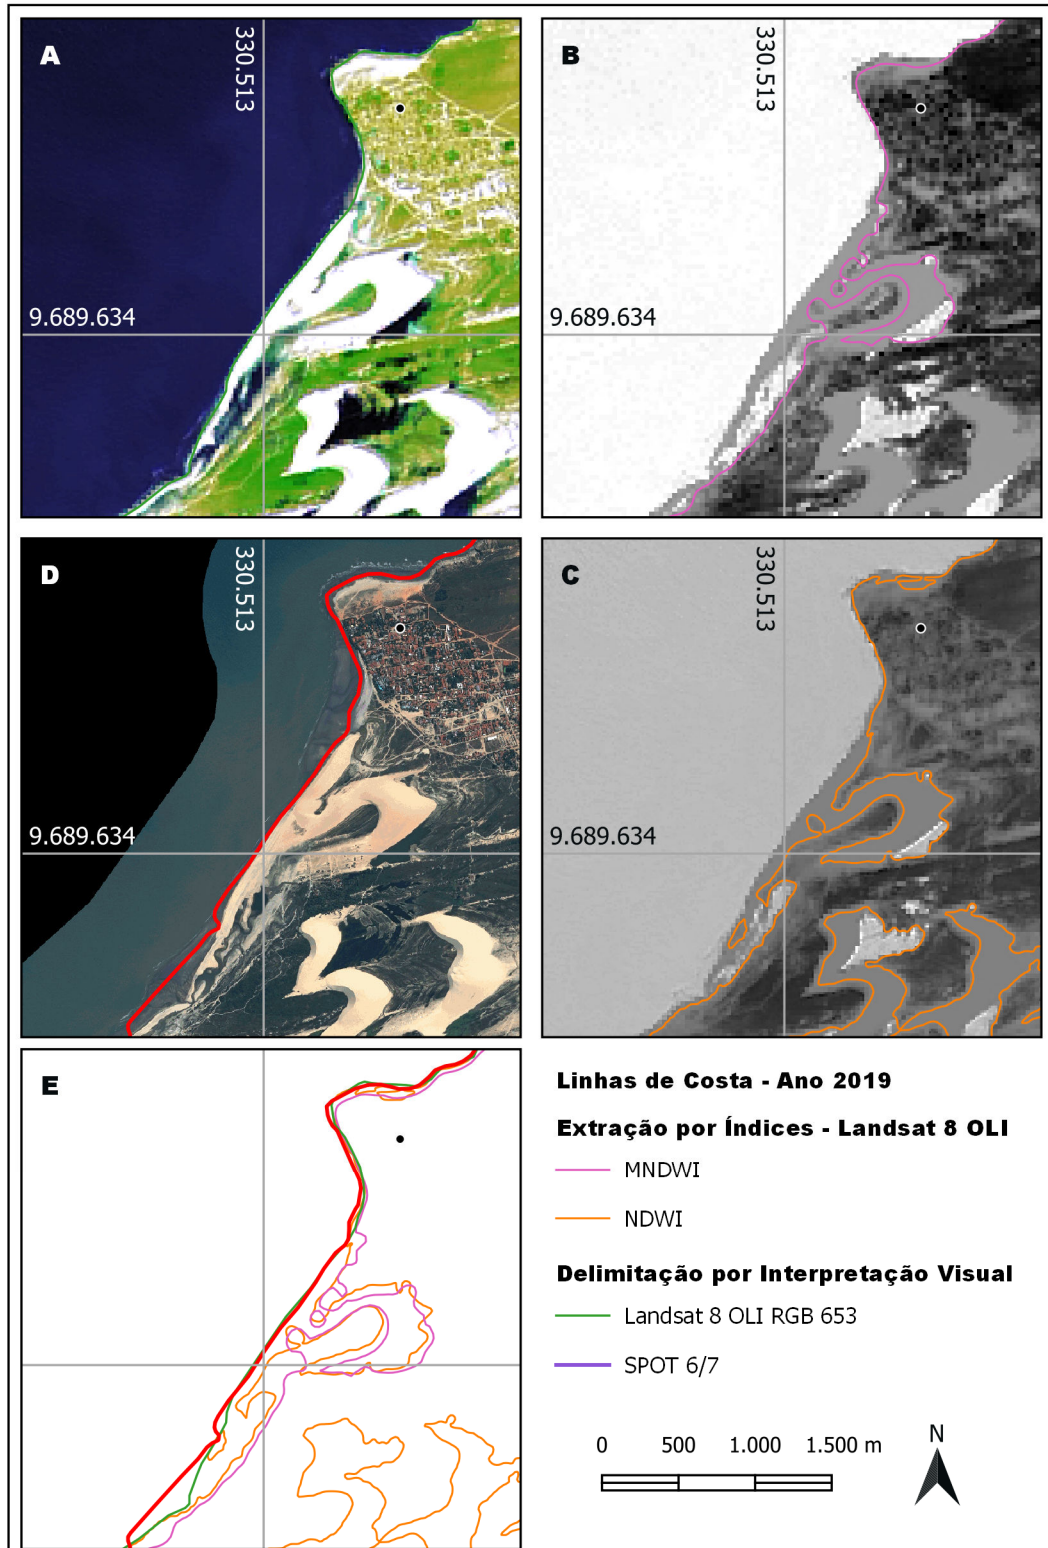 A
330.513
9.689.634
B
330.513
9.689.634
D
330.513
9.689.634
C
330.513
9.689.634
E
Linhas de Costa - Ano 2019
Extração por Índices - Landsat 8 OLI
MNDWI
NDWI
Delimitação por Interpretação Visual
Landsat 8 OLI RGB 653
SPOT 6/7
0 500 1.000 1.500 m
N